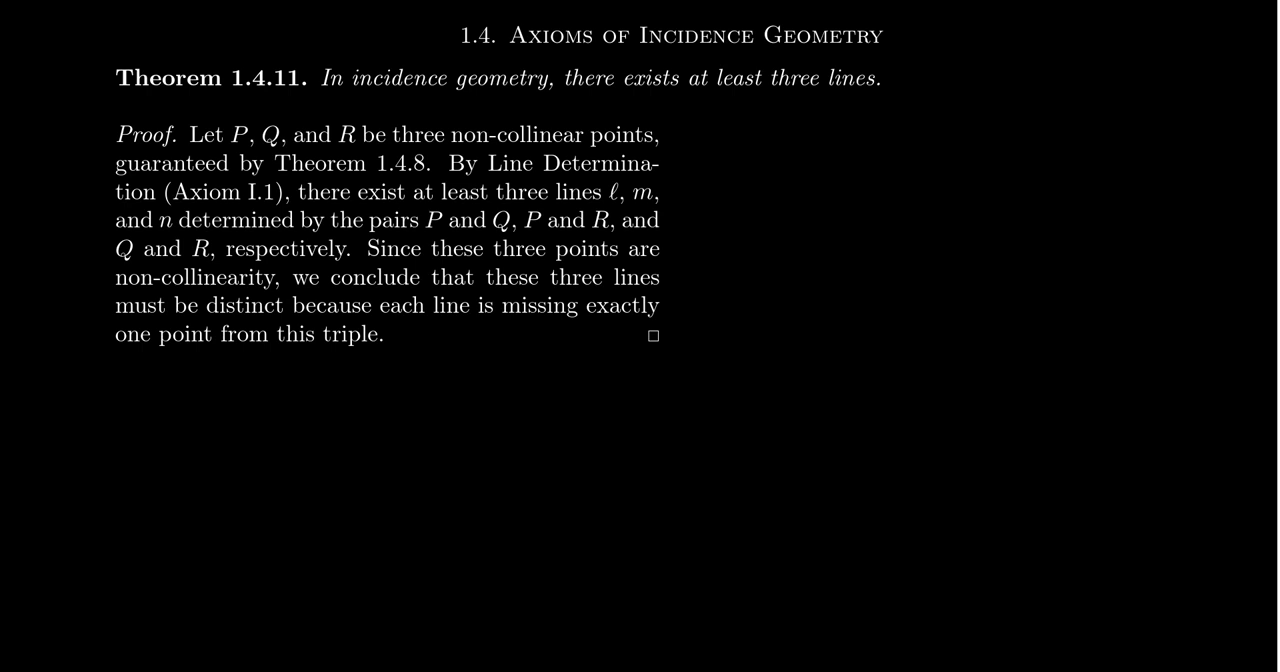 1.4. Axioms of Incidence Geometry
Theorem 1.4.11. In incidence geometry, there exists at least three lines.
Proof. Let P, Q, and R be three non-collinear points,
guaranteed by Theorem 1.4.8. By Line Determina-
tion (Axiom I.1), there exist at least three lines ℓ, m,
and n determined by the pairs P and Q, P and R, and
Q and R, respectively. Since these three points are
non-collinearity, we conclude that these three lines
must be distinct because each line is missing exactly
one point from this triple. □